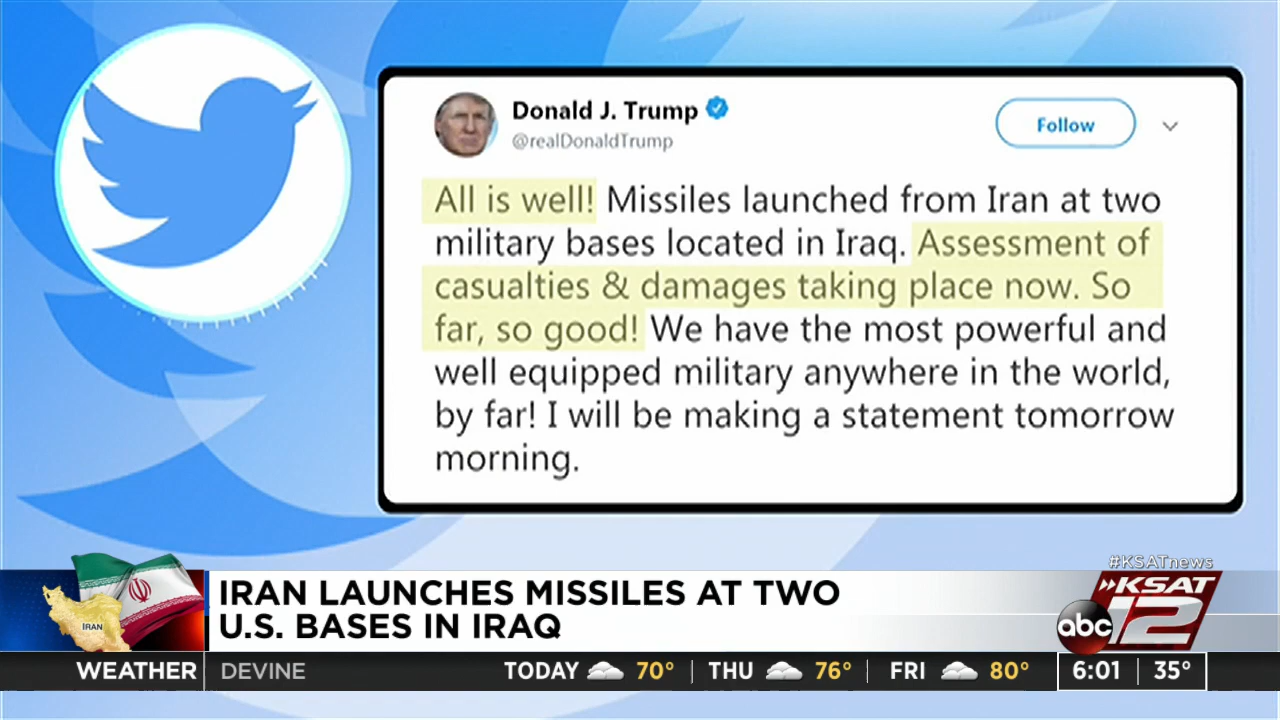 Donald J. Trump
@realDonaldTrump
Follow
All is well! Missiles launched from Iran at two
military bases located in Iraq. Assessment of
casualties & damages taking place now. So
far, so good! We have the most powerful and
well equipped military anywhere in the world,
by far! I will be making a statement tomorrow
morning.
#KSATnews
IRAN
IRAN LAUNCHES MISSILES AT TWO
U.S. BASES IN IRAQ
KSAT
abc 12
WEATHER DEVINE TODAY 70° THU 76° FRI 80° 6:01 35°